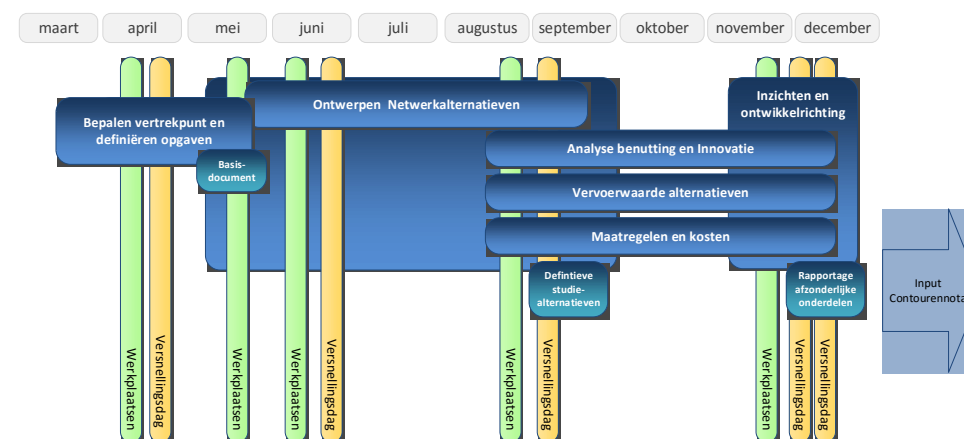 maart
april
mei
juni
juli
augustus
september
oktober
november
december
Ontwerpen Netwerkalternatieven
Inzichten en
ontwikkelrichting
Bepalen vertrekpunt en
definiëren opgaven
Analyse benutting en Innovatie
Basis-
document
Vervoerwaarde alternatieven
Maatregelen en kosten
Defintieve
studie-
alternatieven
Rapportage
afzonderlijke
onderdelen
Input
Contourennota
Werkplaatsen
Versnellingsdag
Werkplaatsen
Werkplaatsen
Versnellingsdag
Werkplaatsen
Versnellingsdag
Werkplaatsen
Versnellingsdag
Versnellingsdag